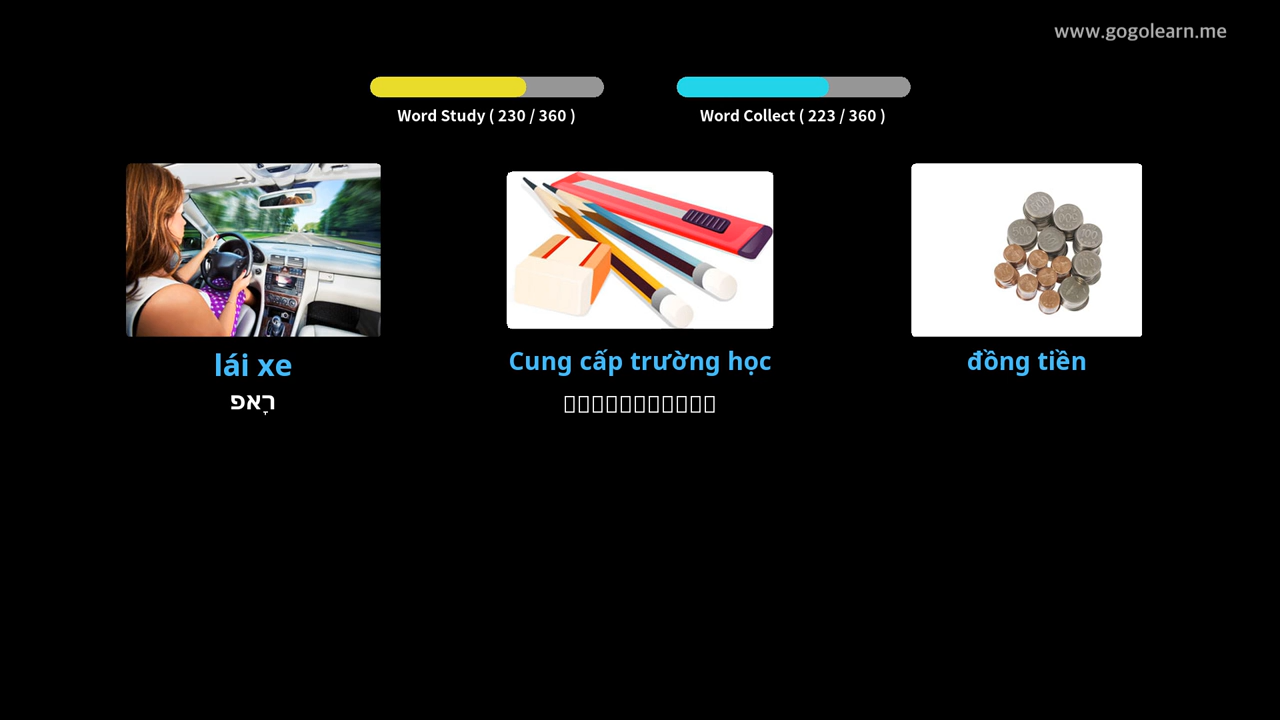 www.gogolearn.me
Word Study ( 230 / 360 )
Word Collect ( 223 / 360 )
lái xe
Cung cấp trường học
đồng tiền